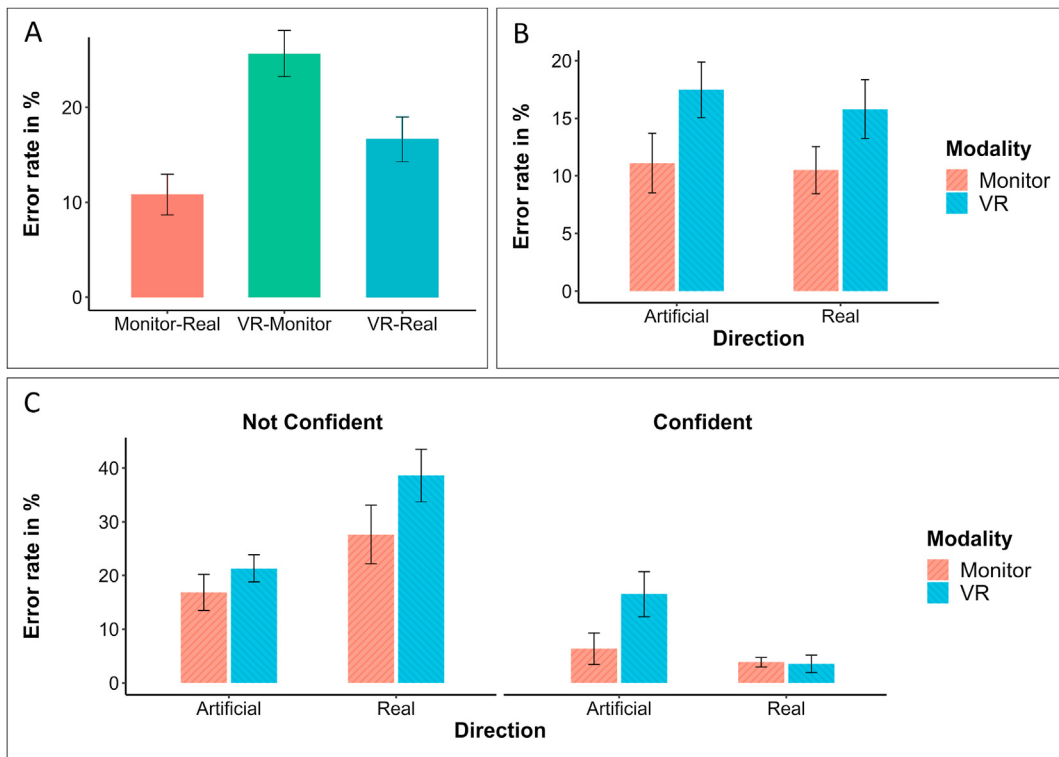 A
Error rate in %
20
10
0
Monitor-Real VR-Monitor VR-Real
B
Error rate in %
20
15
10
5
0
Artificial Real
Direction
Modality
Monitor
VR
C
Not Confident Confident
Error rate in %
40
30
20
10
0
Artificial Real Artificial Real
Direction
Modality
Monitor
VR